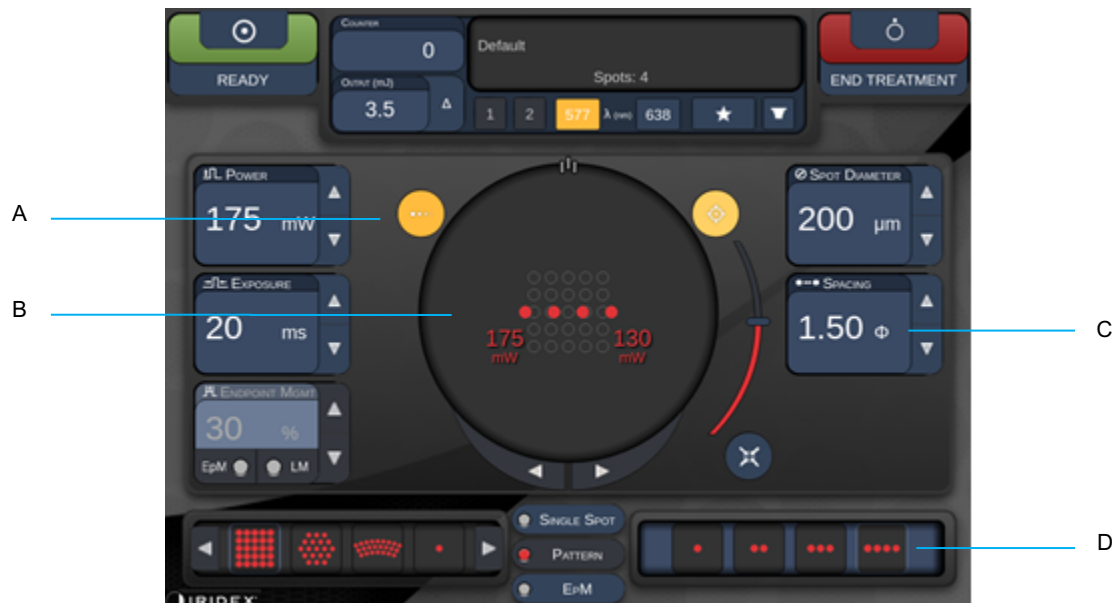 READY
COUNTER
0
OUTPUT (MJ)
3.5
Δ
Default
Spots: 4
1 2 577 λ (NM) 638
END TREATMENT
A
POWER
175 mW
SPOT DIAMETER
200 μm
B
EXPOSURE
20 ms
175 mW
130 mW
SPACING
1.50 Φ
C
ENDPOINT MGMT
30 %
EPM LM
SINGLE SPOT
PATTERN
EPM
D
IRIDEX